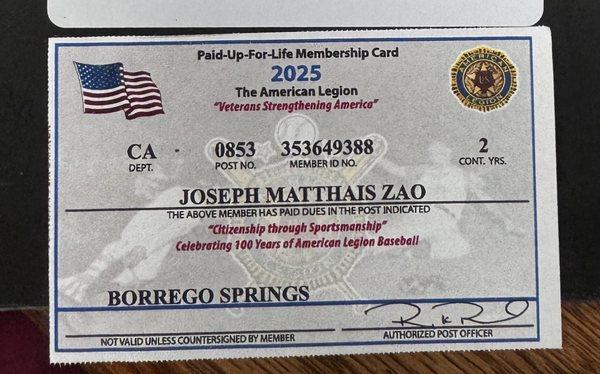 Paid-Up-For-Life Membership Card
2025
The American Legion
"Veterans Strengthening America"
CA 0853 353649388 2
DEPT. POST NO. MEMBER ID NO. CONT. YRS.
JOSEPH MATTHAIS ZAO
THE ABOVE MEMBER HAS PAID DUES IN THE POST INDICATED
"Citizenship through Sportsmanship"
Celebrating 100 Years of American Legion Baseball
BORREGO SPRINGS
NOT VALID UNLESS COUNTERSIGNED BY MEMBER AUTHORIZED POST OFFICER